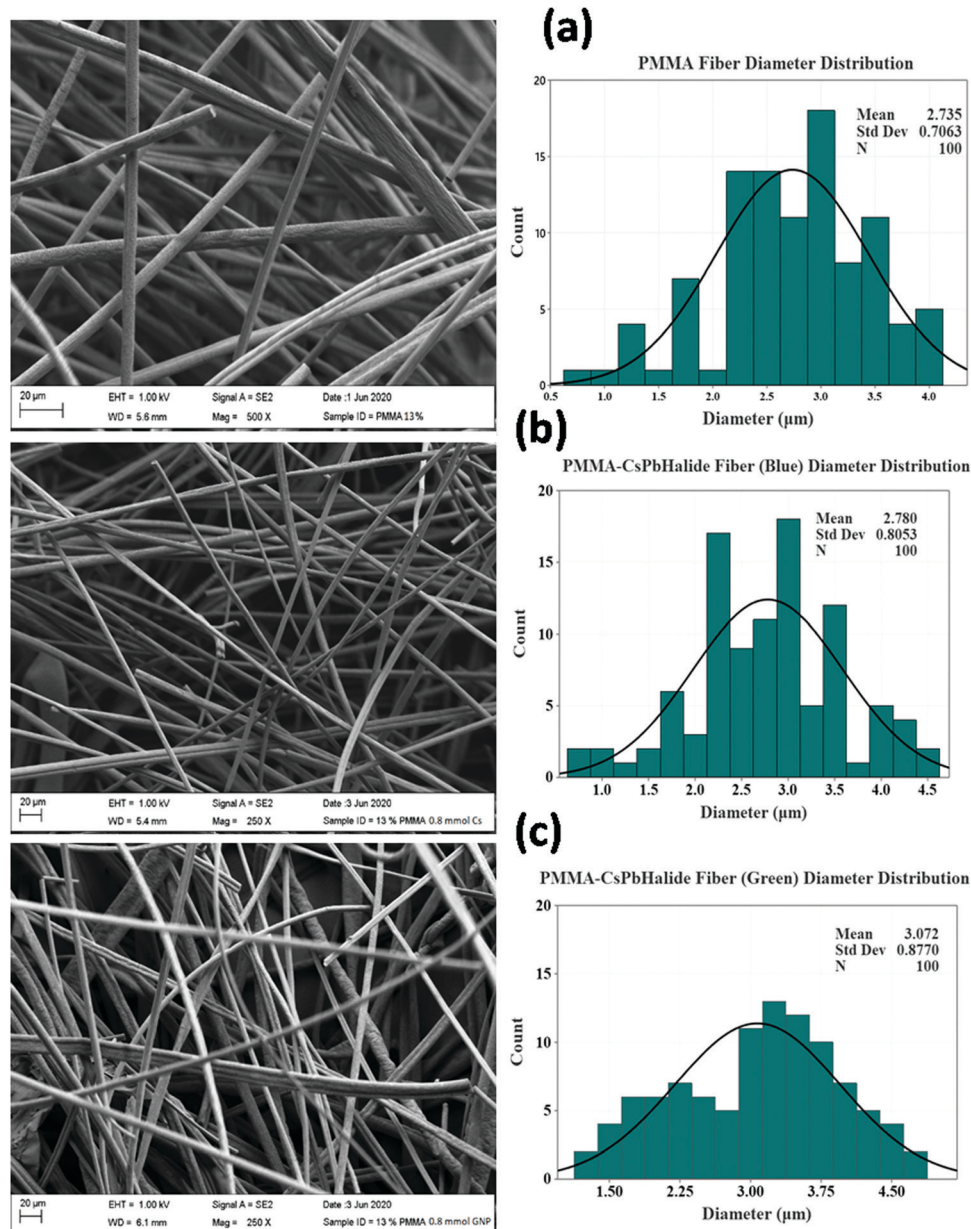 (a)
PMMA Fiber Diameter Distribution
20
15
10
5
0
Count
Mean 2.735
Std Dev 0.7063
N 100
0.5 1.0 1.5 2.0 2.5 3.0 3.5 4.0
Diameter (µm)
20 µm EHT = 1.00 kV Signal A = SE2 Date :1 Jun 2020
WD = 5.6 mm Mag = 500 X Sample ID = PMMA 13%
(b)
PMMA-CsPbHalide Fiber (Blue) Diameter Distribution
20
15
10
5
0
Count
Mean 2.780
Std Dev 0.8053
N 100
1.0 1.5 2.0 2.5 3.0 3.5 4.0 4.5
Diameter (µm)
20 µm EHT = 1.00 kV Signal A = SE2 Date :3 Jun 2020
WD = 5.4 mm Mag = 250 X Sample ID = 13 % PMMA 0.8 mmol Cs
(c)
PMMA-CsPbHalide Fiber (Green) Diameter Distribution
20
15
10
5
0
Count
Mean 3.072
Std Dev 0.8770
N 100
1.50 2.25 3.00 3.75 4.50
Diameter (µm)
20 µm EHT = 1.00 kV Signal A = SE2 Date :3 Jun 2020
WD = 6.1 mm Mag = 250 X Sample ID = 13 % PMMA 0.8 mmol GNP